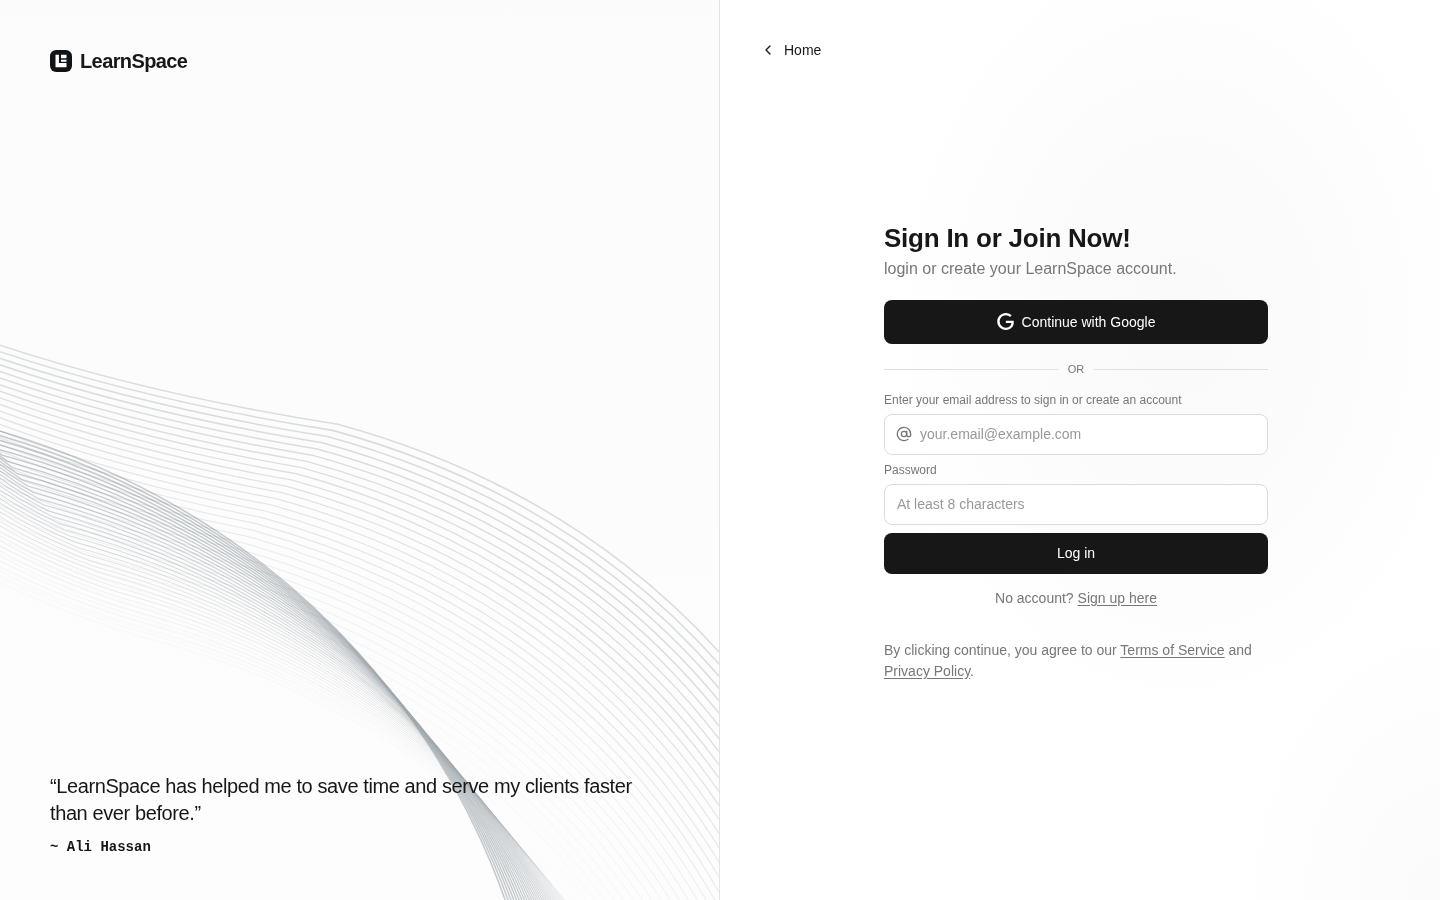 LearnSpace
“LearnSpace has helped me to save time and serve my clients faster
than ever before.”
~ Ali Hassan
Home
Sign In or Join Now!
login or create your LearnSpace account.
Continue with Google
OR
Enter your email address to sign in or create an account
your.email@example.com
Password
At least 8 characters
Log in
No account? Sign up here
By clicking continue, you agree to our Terms of Service and
Privacy Policy.